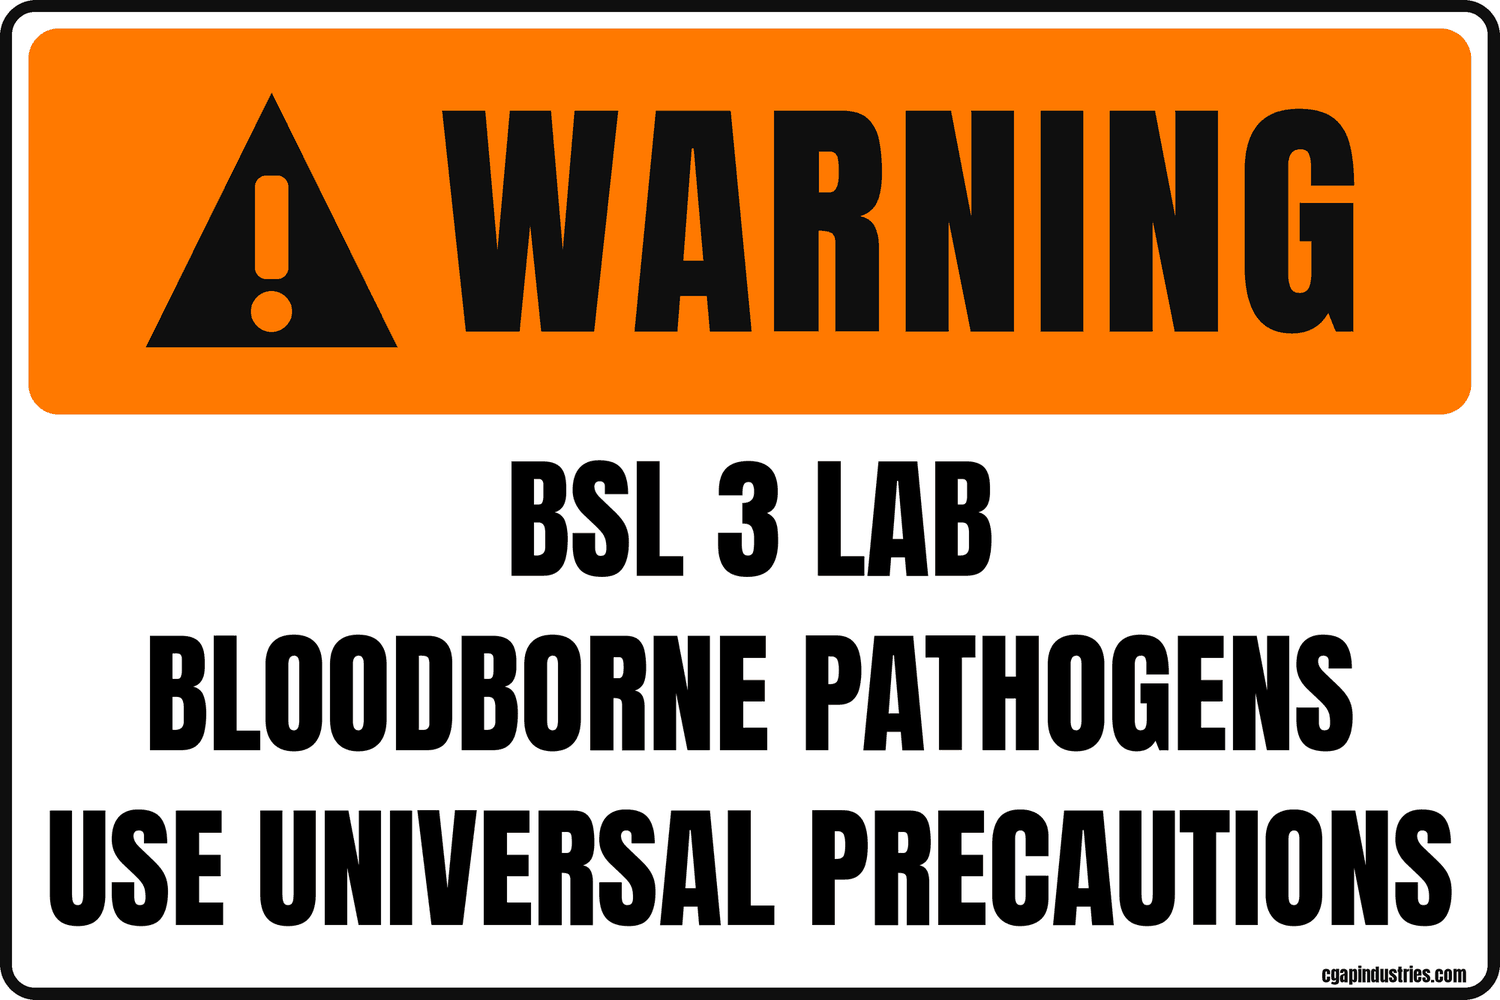 WARNING
BSL 3 LAB
BLOODBORNE PATHOGENS
USE UNIVERSAL PRECAUTIONS
cgapindustries.com